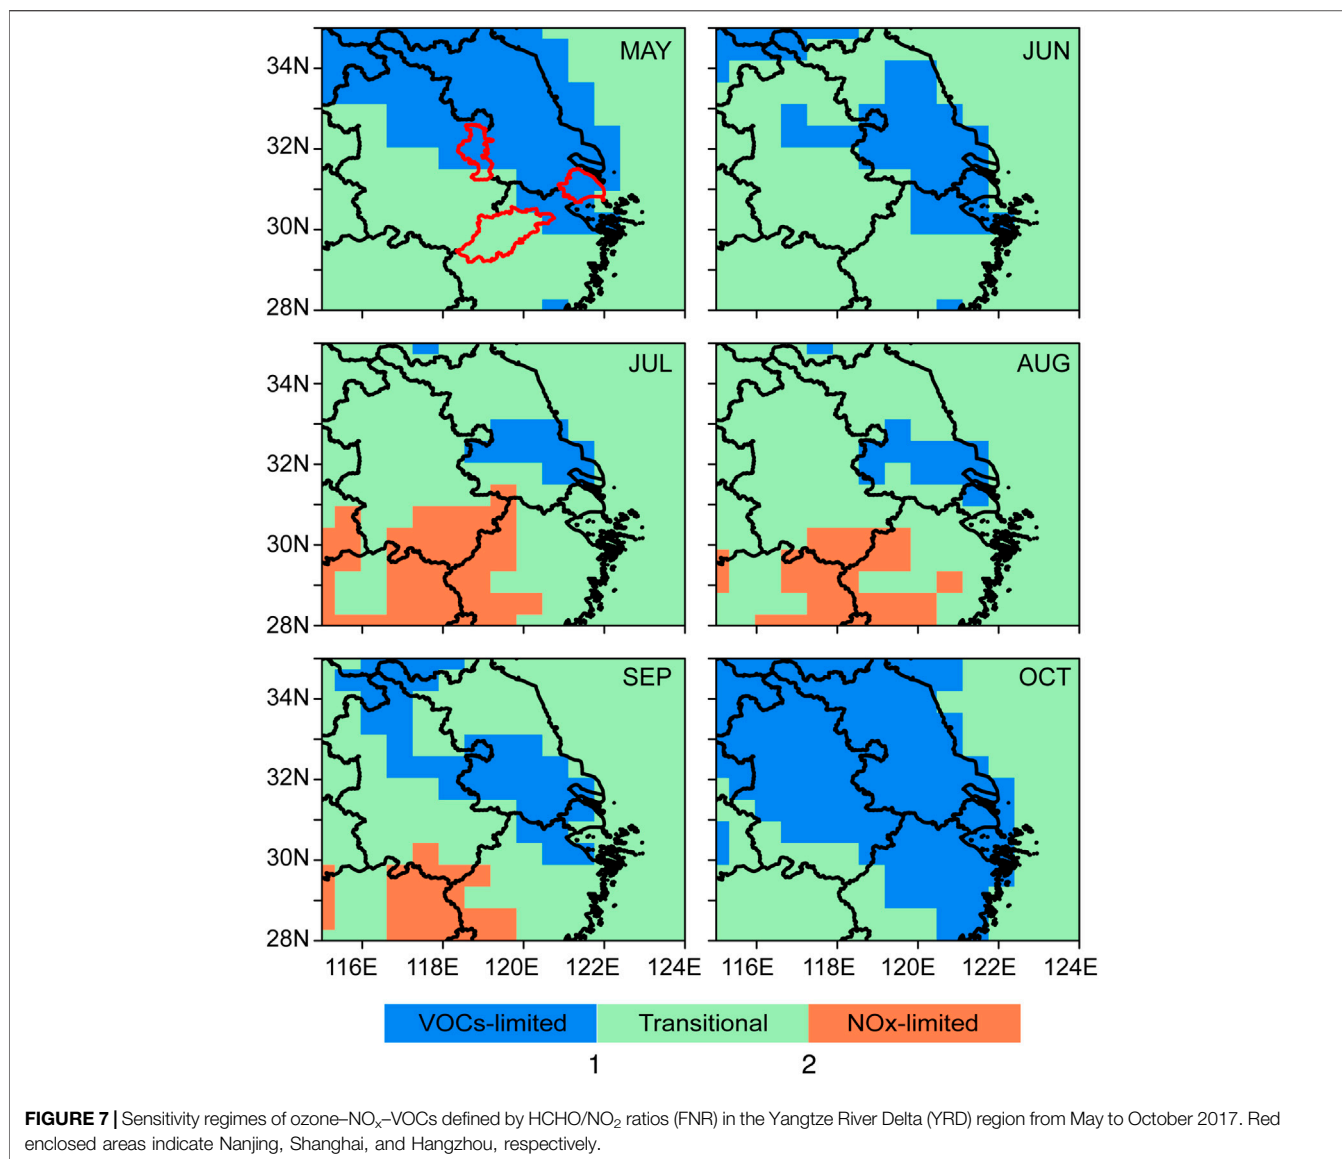 MAY
JUN
34N
32N
30N
28N
JUL
AUG
34N
32N
30N
28N
SEP
OCT
34N
32N
30N
28N
116E 118E 120E 122E 124E 116E 118E 120E 122E 124E
VOCs-limited Transitional NOx-limited
1 2
FIGURE 7 | Sensitivity regimes of ozone–NOx–VOCs defined by HCHO/NO2 ratios (FNR) in the Yangtze River Delta (YRD) region from May to October 2017. Red
enclosed areas indicate Nanjing, Shanghai, and Hangzhou, respectively.